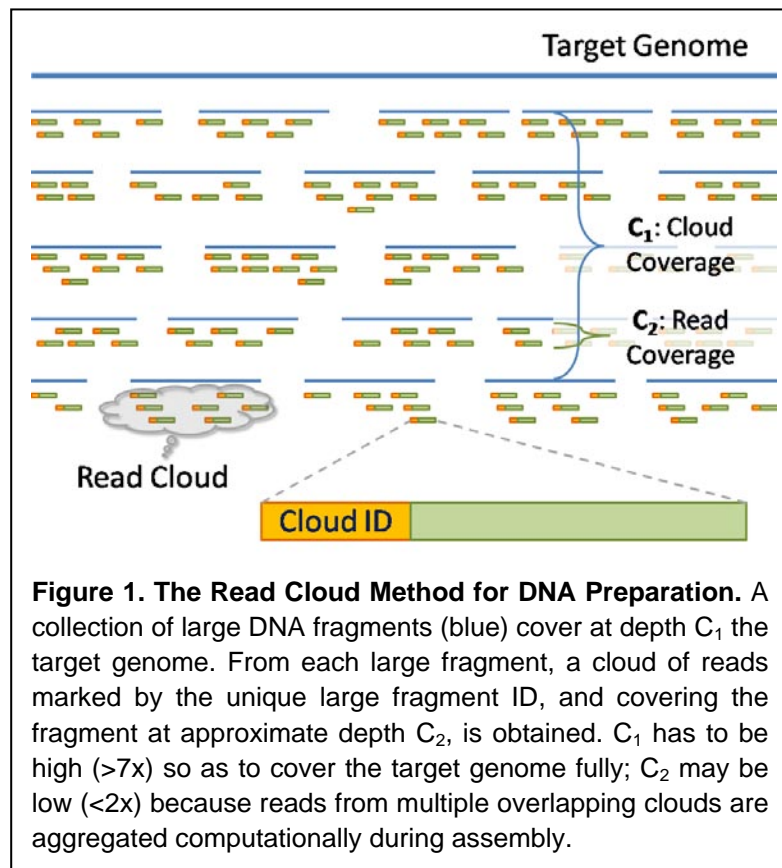 Target Genome
C₁: Cloud
Coverage
C₂: Read
Coverage
Read Cloud
Cloud ID
Figure 1. The Read Cloud Method for DNA Preparation. A
collection of large DNA fragments (blue) cover at depth C₁ the
target genome. From each large fragment, a cloud of reads
marked by the unique large fragment ID, and covering the
fragment at approximate depth C₂, is obtained. C₁ has to be
high (>7x) so as to cover the target genome fully; C₂ may be
low (<2x) because reads from multiple overlapping clouds are
aggregated computationally during assembly.